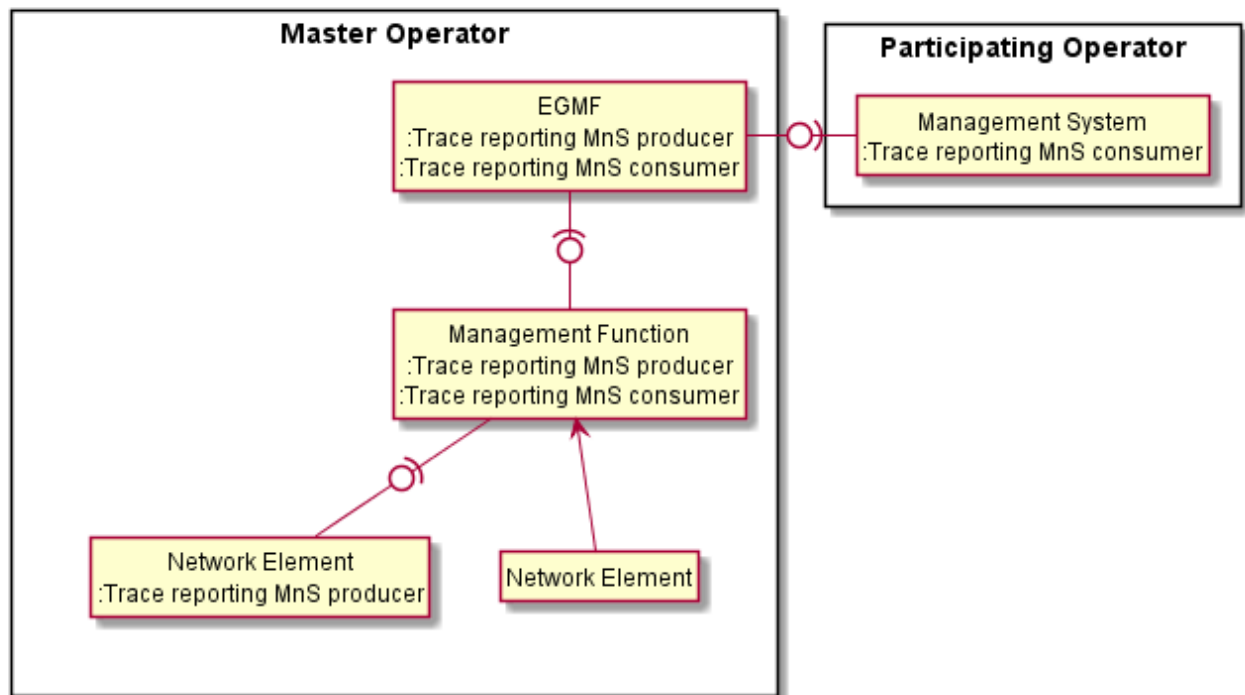 Master Operator
EGMF
:Trace reporting MnS producer
:Trace reporting MnS consumer
Participating Operator
Management System
:Trace reporting MnS consumer
Management Function
:Trace reporting MnS producer
:Trace reporting MnS consumer
Network Element
:Trace reporting MnS producer
Network Element